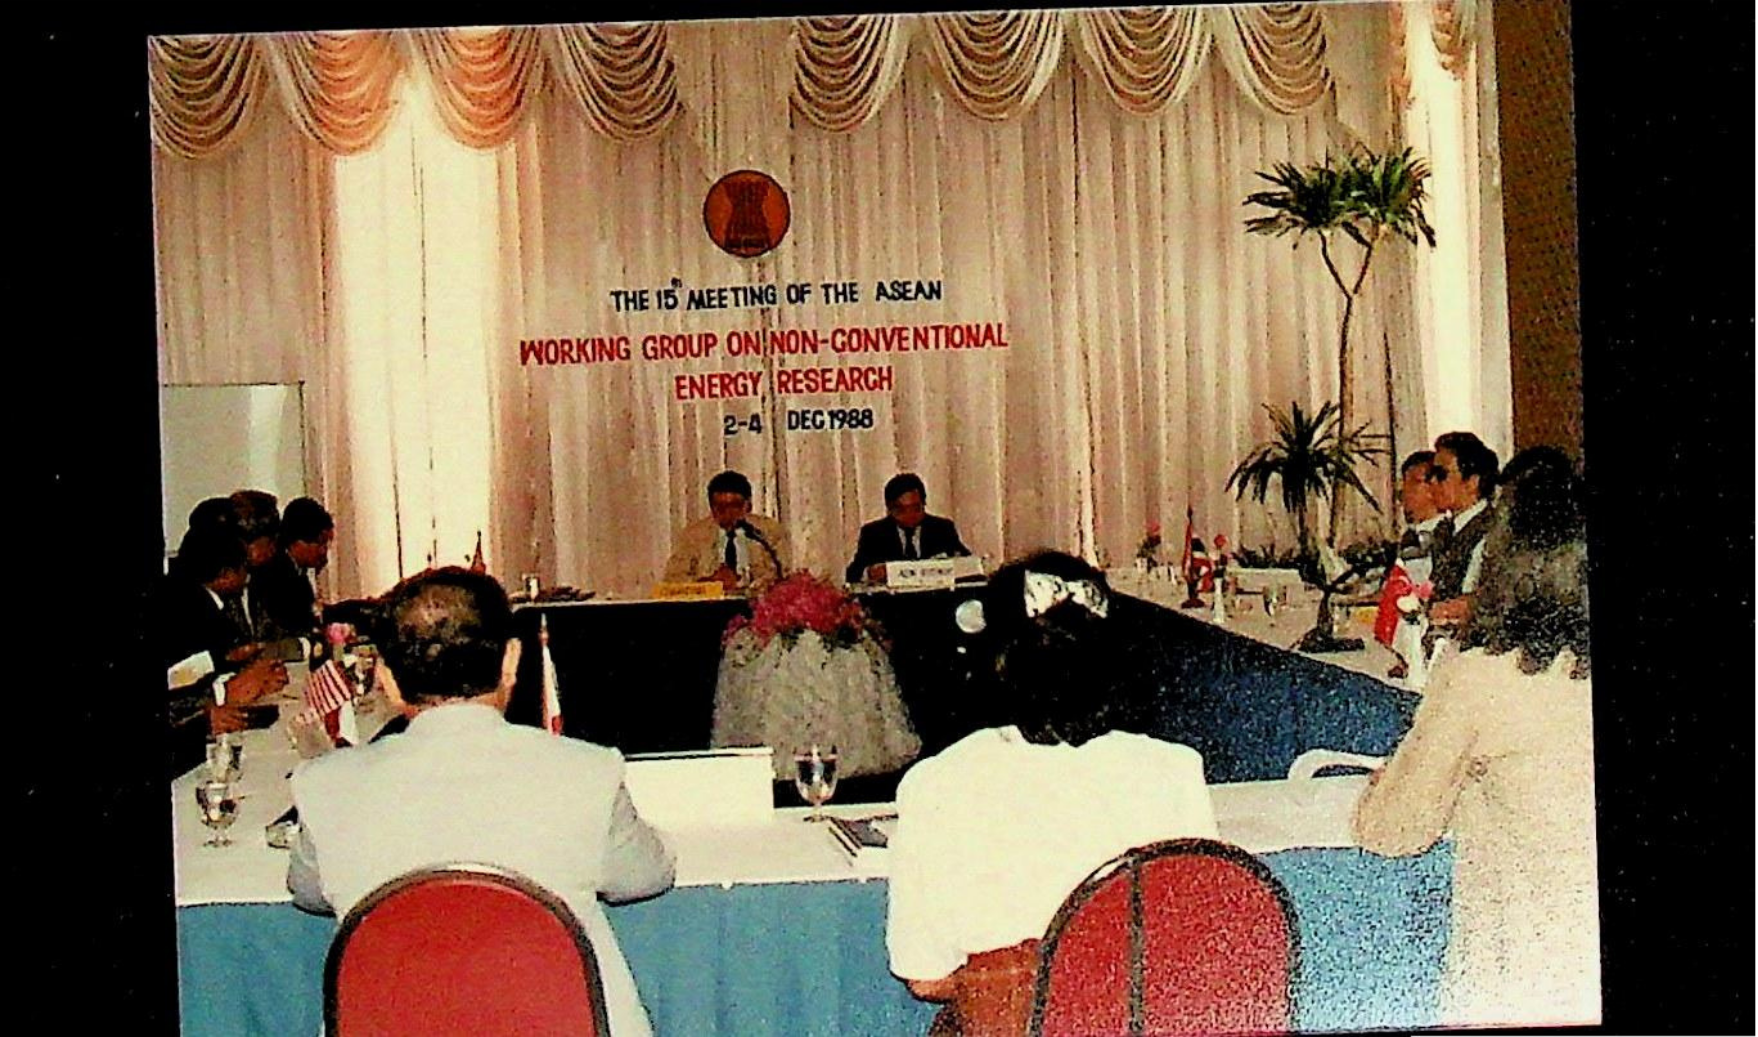 THE 15th MEETING OF THE ASEAN
WORKING GROUP ON NON-CONVENTIONAL
ENERGY RESEARCH
2-4 DEC 1988